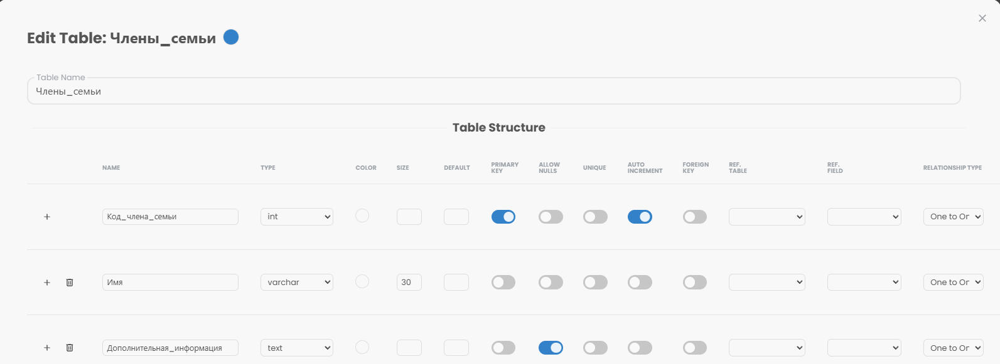 Edit Table: Члены_семьи
Table Name
Члены_семьи
Table Structure
NAME TYPE COLOR SIZE DEFAULT PRIMARY KEY ALLOW NULLS UNIQUE AUTO INCREMENT FOREIGN KEY REF. TABLE REF. FIELD RELATIONSHIP TYPE
+ Код_члена_семьи int One to Or
+ Имя varchar 30 One to Or
+ Дополнительная_информация text One to Or